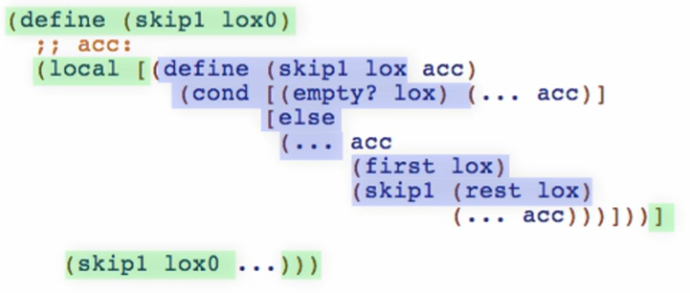 (define (skip1 lox0)
;; acc:
(local [(define (skip1 lox acc)
(cond [(empty? lox) (... acc)]
[else
(... acc
(first lox)
(skip1 (rest lox)
(... acc)))]))]
(skip1 lox0 ...)))